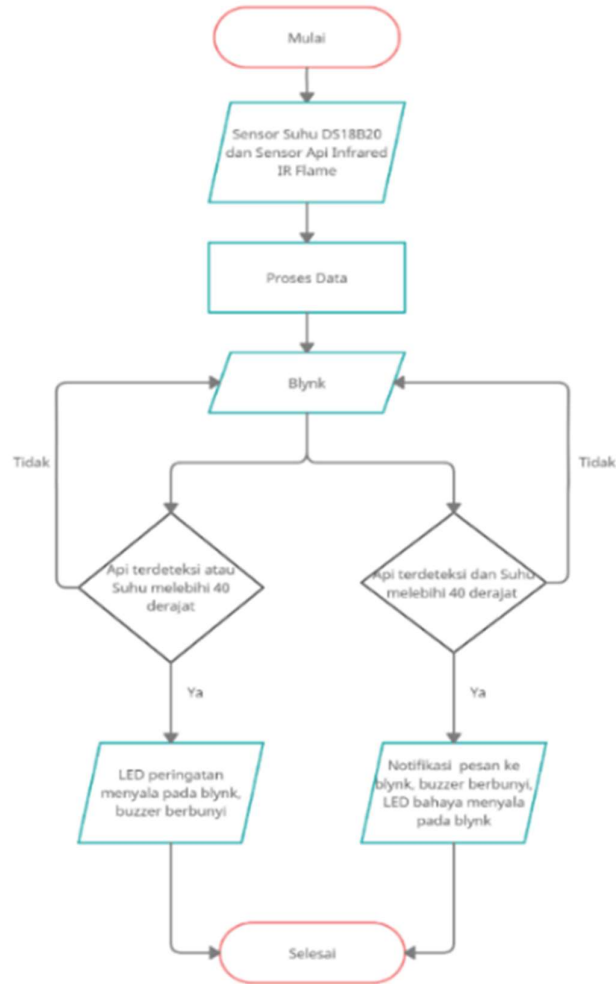 Mulai
Sensor Suhu DS18B20
dan Sensor Api Infrared
IR Flame
Proses Data
Blynk
Tidak
Tidak
Api terdeteksi atau
Suhu melebihi 40
derajat
Api terdeteksi dan Suhu
melebihi 40 derajat
Ya
Ya
LED peringatan
menyala pada blynk,
buzzer berbunyi
Notifikasi pesan ke
blynk, buzzer berbunyi,
LED bahaya menyala
pada blynk
Selesai